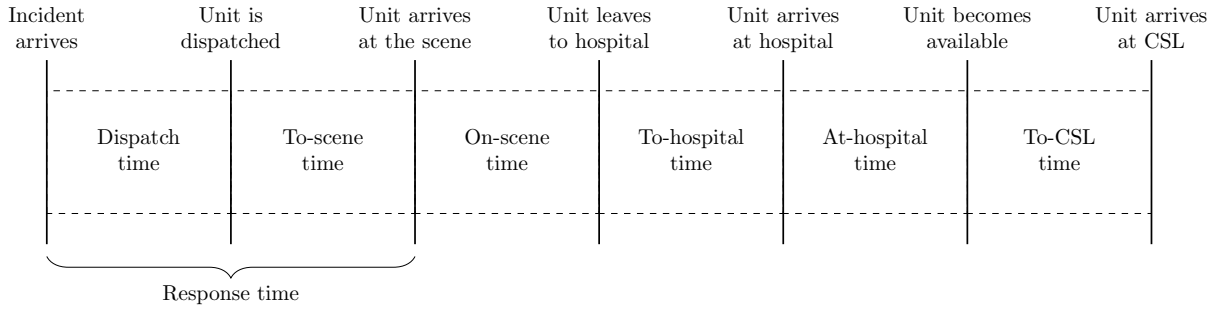 Incident
arrives
Unit is
dispatched
Unit arrives
at the scene
Unit leaves
to hospital
Unit arrives
at hospital
Unit becomes
available
Unit arrives
at CSL
Dispatch
time
To-scene
time
On-scene
time
To-hospital
time
At-hospital
time
To-CSL
time
Response time